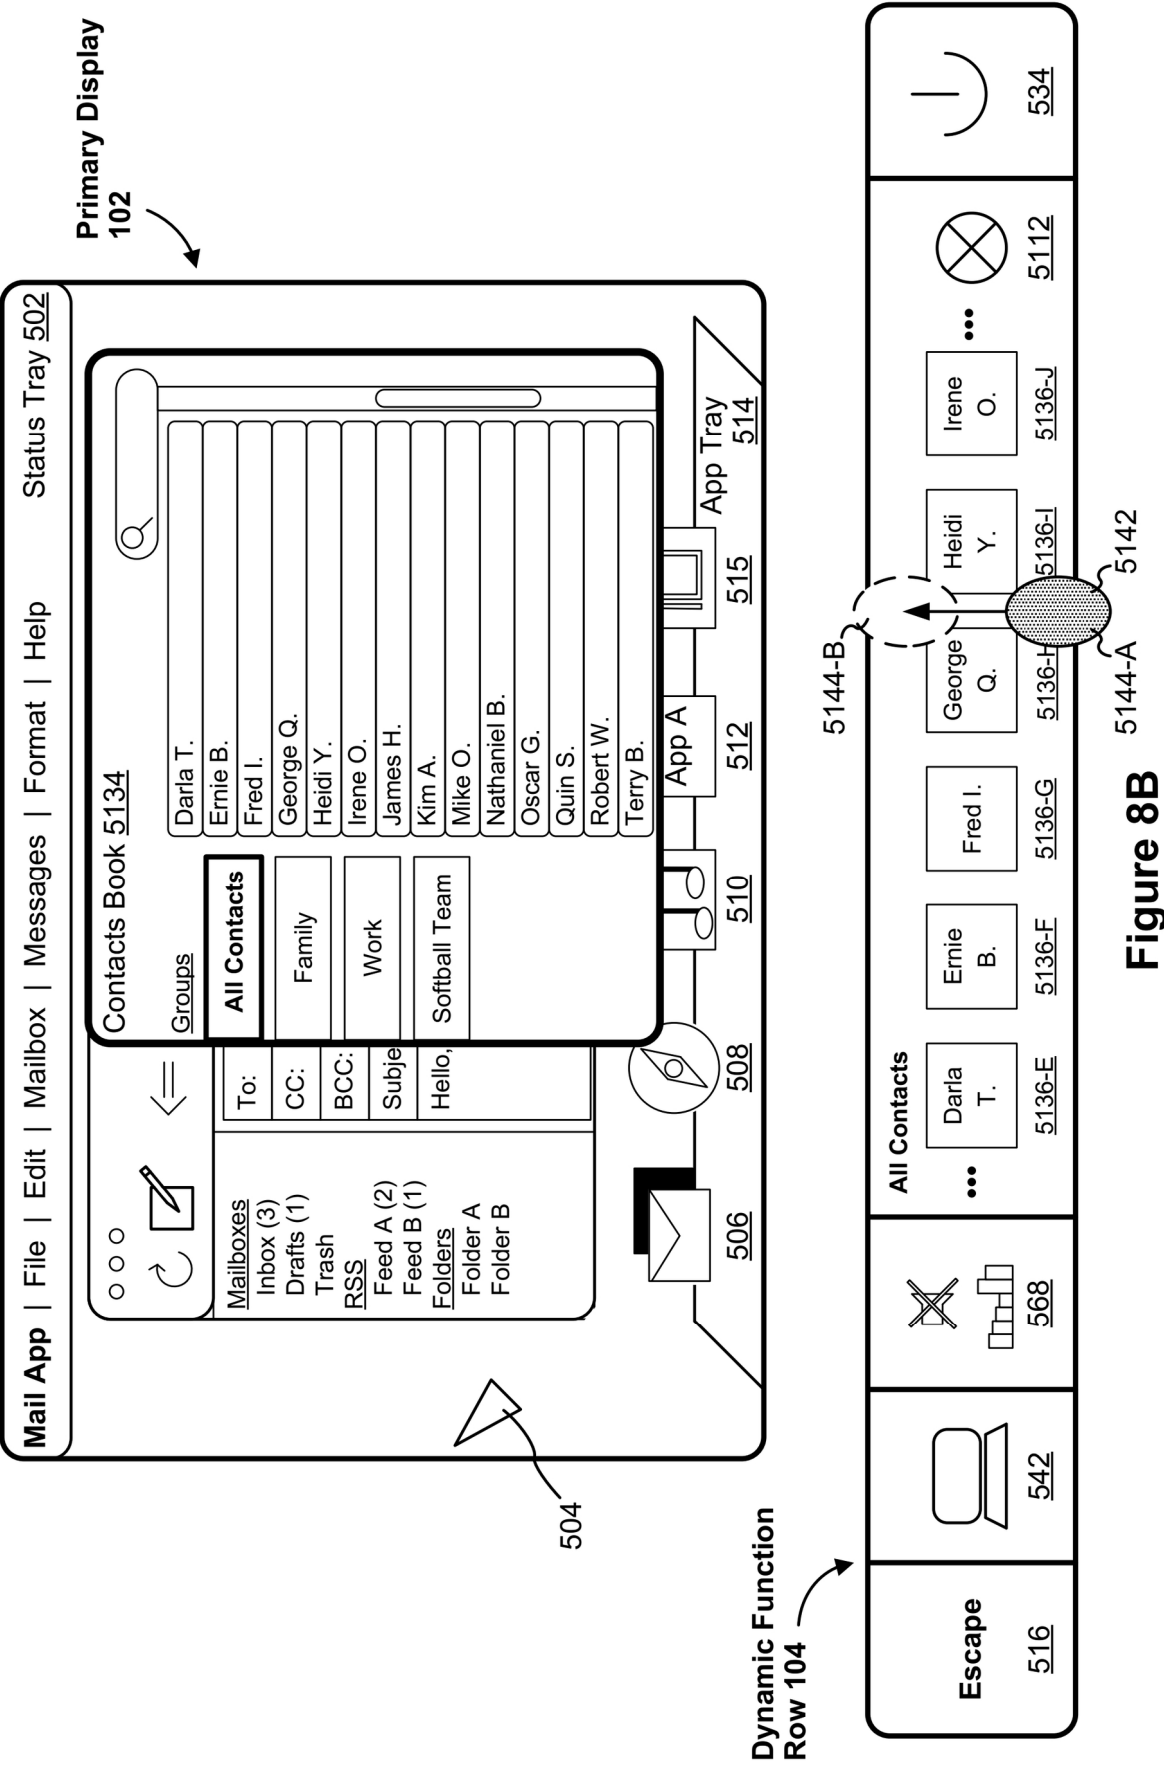 Primary Display
102
Mail App | File | Edit | Mailbox | Messages | Format | Help
Status Tray 502
Contacts Book 5134
Groups
All Contacts
Family
Work
Softball Team
Darla T.
Ernie B.
Fred I.
George Q.
Heidi Y.
Irene O.
James H.
Kim A.
Mike O.
Nathaniel B.
Oscar G.
Quin S.
Robert W.
Terry B.
Mailboxes
Inbox (3)
Drafts (1)
Trash
RSS
Feed A (2)
Feed B (1)
Folders
Folder A
Folder B
To:
CC:
BCC:
Subje
Hello,
504
506
508
510
App A
512
515
App Tray
514
Dynamic Function
Row 104
Escape
516
542
568
All Contacts
•••
Darla
T.
5136-E
Ernie
B.
5136-F
Fred I.
5136-G
George
Q.
5136-H
Heidi
Y.
5136-I
Irene
O.
5136-J
•••
5112
534
5144-B
5144-A
5142
Figure 8B